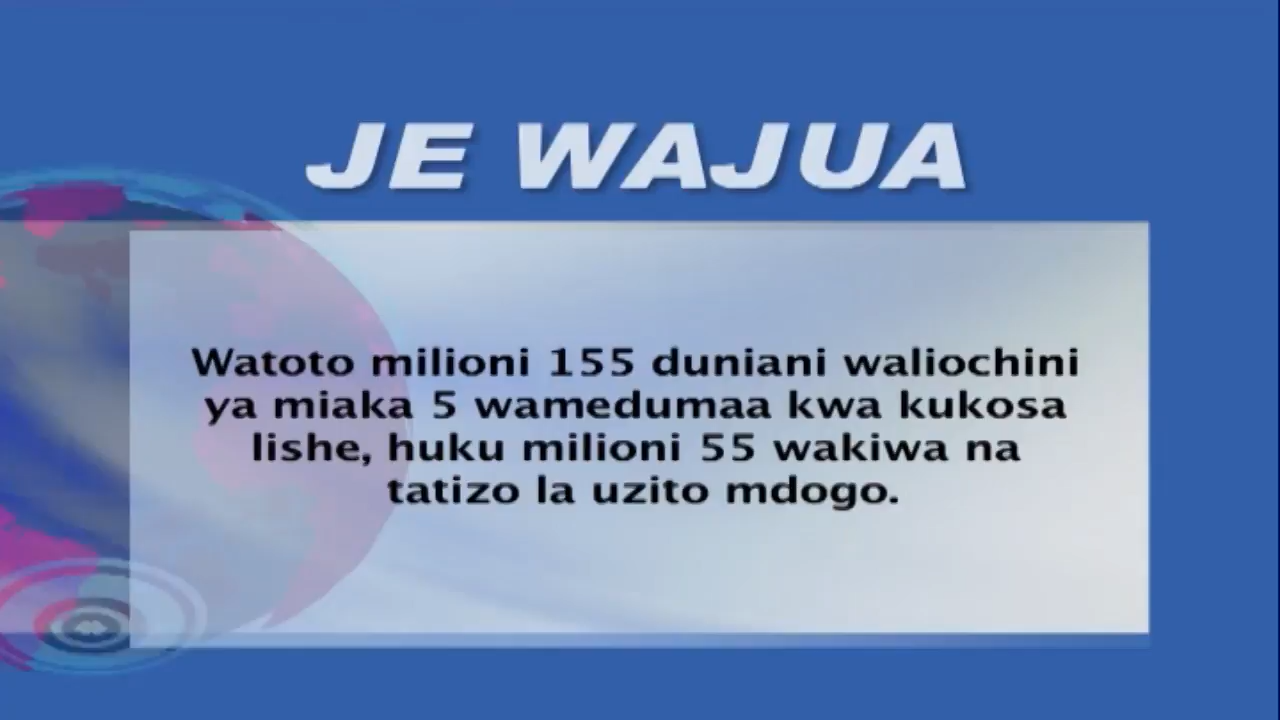 JE WAJUA
Watoto milioni 155 duniani waliochini
ya miaka 5 wamedumaa kwa kukosa
lishe, huku milioni 55 wakiwa na
tatizo la uzito mdogo.